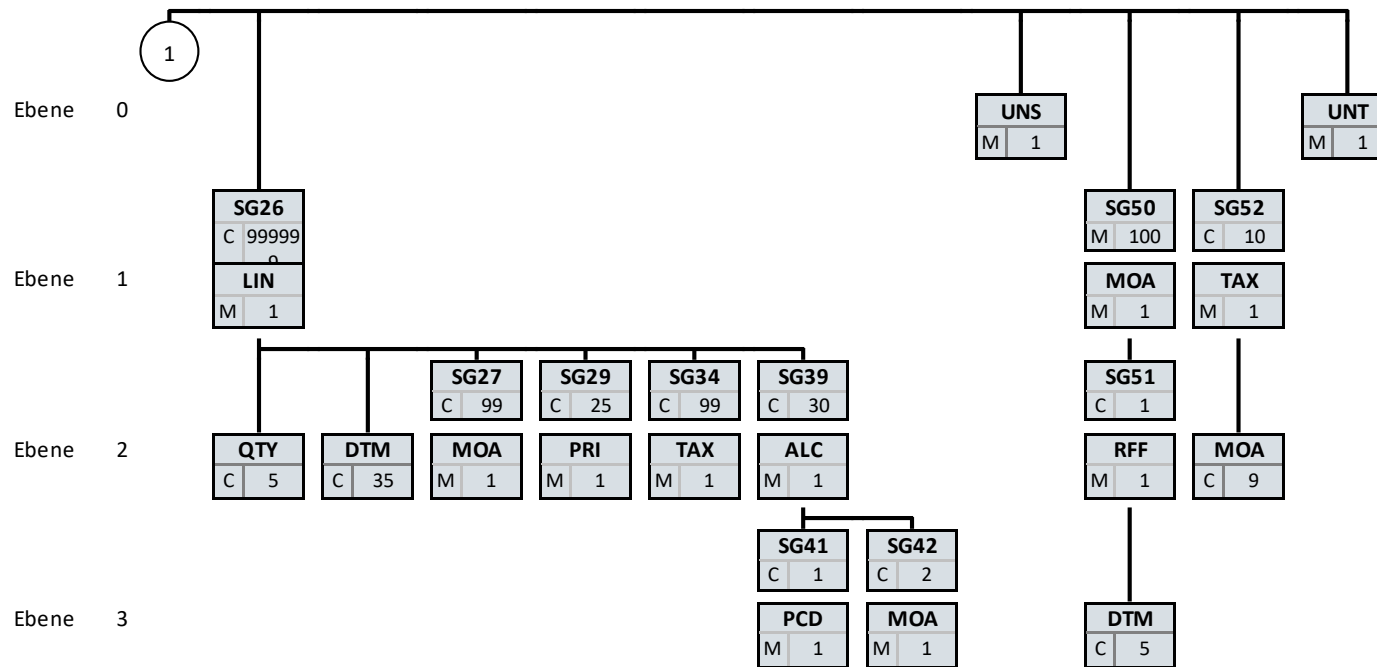 1
Ebene 0
UNS
M 1
UNT
M 1
SG26
C 99999
SG50
M 100
SG52
C 10
Ebene 1
LIN
M 1
MOA
M 1
TAX
M 1
SG27
C 99
SG29
C 25
SG34
C 99
SG39
C 30
SG51
C 1
Ebene 2
QTY
C 5
DTM
C 35
MOA
M 1
PRI
M 1
TAX
M 1
ALC
M 1
RFF
M 1
MOA
C 9
SG41
C 1
SG42
C 2
Ebene 3
PCD
M 1
MOA
M 1
DTM
C 5